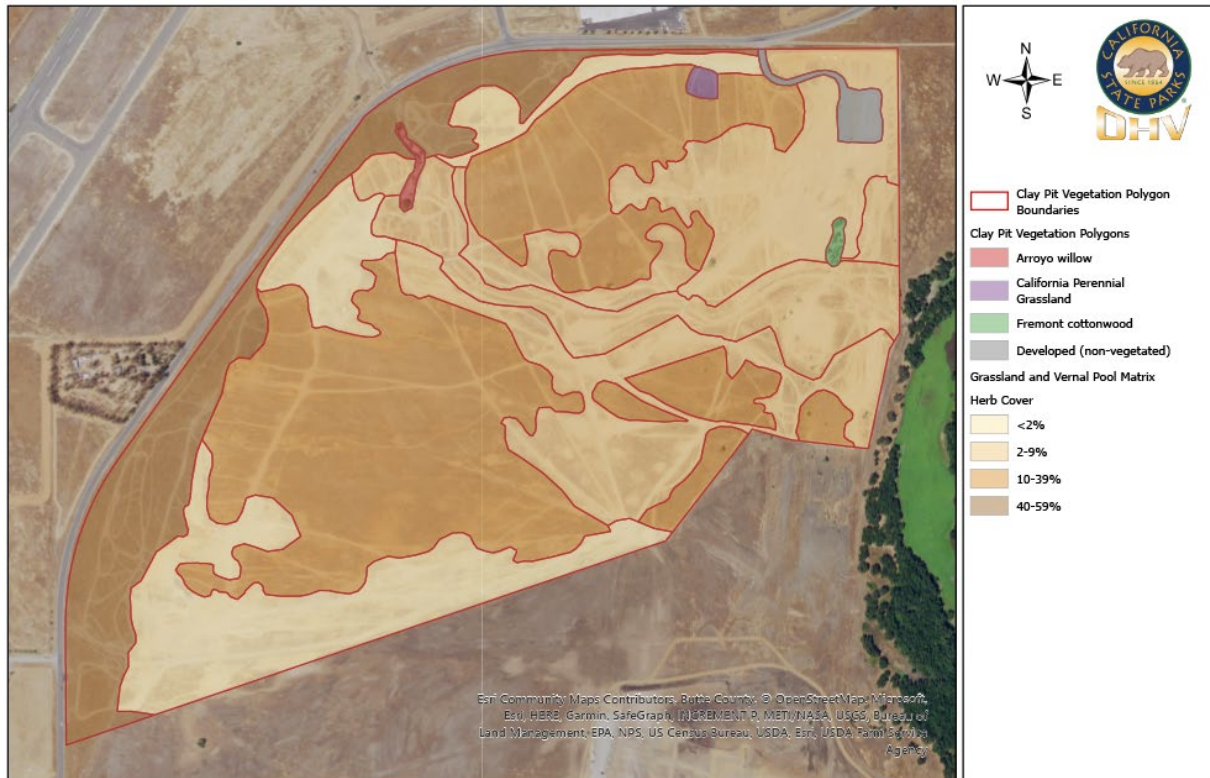 N
W
E
S
CALIFORNIA
SINCE 1864
STATE PARKS
OHV
Clay Pit Vegetation Polygon
Boundaries
Clay Pit Vegetation Polygons
Arroyo willow
California Perennial
Grassland
Fremont cottonwood
Developed (non-vegetated)
Grassland and Vernal Pool Matrix
Herb Cover
<2%
2-9%
10-39%
40-59%
Esri Community Maps Contributors, Butte County, © OpenStreetMap, Microsoft,
Esri, HERE, Garmin, SafeGraph, INCREMENT P, METI/NASA, USGS, Bureau of
Land Management, EPA, NPS, US Census Bureau, USDA, Esri, USDA Farm Service
Agency